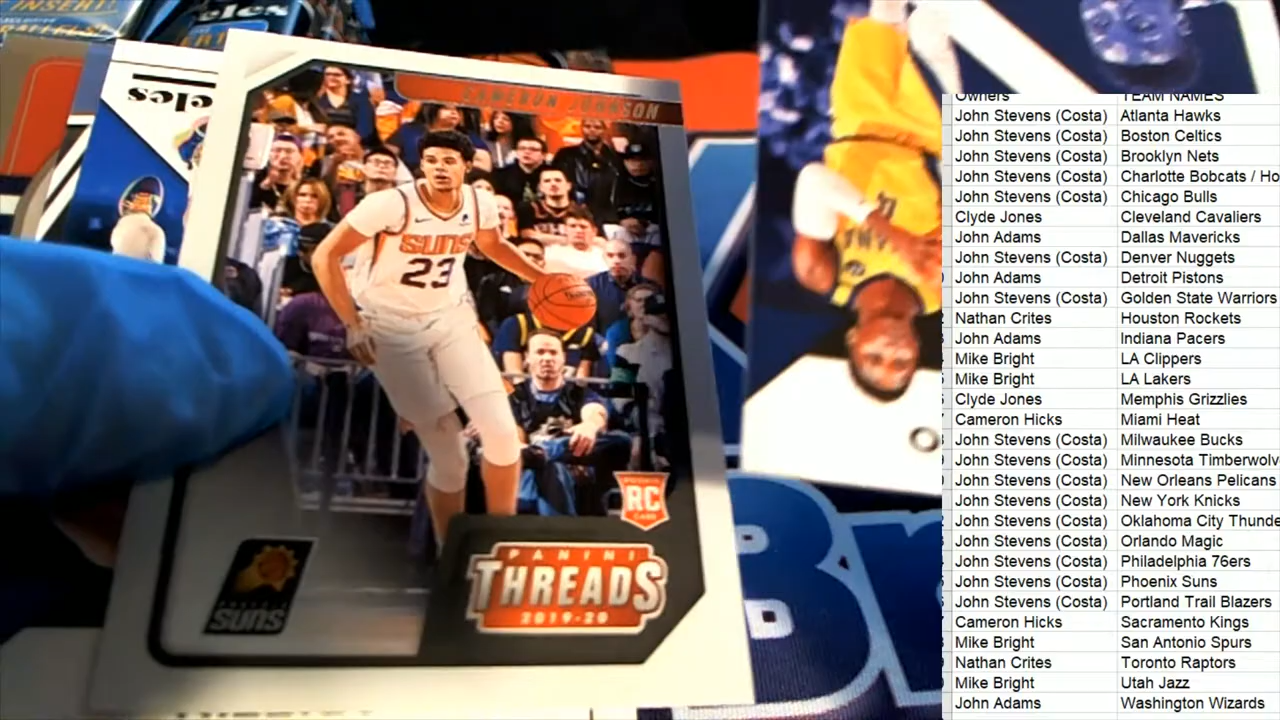 INSERT!
CAMERON JOHNSON
SUNS
23
ROOKIE
RC
CARD
PANINI
THREADS
2019-20
PHOENIX
SUNS
Owners TEAM NAMES
John Stevens (Costa) Atlanta Hawks
John Stevens (Costa) Boston Celtics
John Stevens (Costa) Brooklyn Nets
John Stevens (Costa) Charlotte Bobcats / Ho
John Stevens (Costa) Chicago Bulls
Clyde Jones Cleveland Cavaliers
John Adams Dallas Mavericks
John Stevens (Costa) Denver Nuggets
John Adams Detroit Pistons
John Stevens (Costa) Golden State Warriors
Nathan Crites Houston Rockets
John Adams Indiana Pacers
Mike Bright LA Clippers
Mike Bright LA Lakers
Clyde Jones Memphis Grizzlies
Cameron Hicks Miami Heat
John Stevens (Costa) Milwaukee Bucks
John Stevens (Costa) Minnesota Timberwolv
John Stevens (Costa) New Orleans Pelicans
John Stevens (Costa) New York Knicks
John Stevens (Costa) Oklahoma City Thunde
John Stevens (Costa) Orlando Magic
John Stevens (Costa) Philadelphia 76ers
John Stevens (Costa) Phoenix Suns
John Stevens (Costa) Portland Trail Blazers
Cameron Hicks Sacramento Kings
Mike Bright San Antonio Spurs
Nathan Crites Toronto Raptors
Mike Bright Utah Jazz
John Adams Washington Wizards